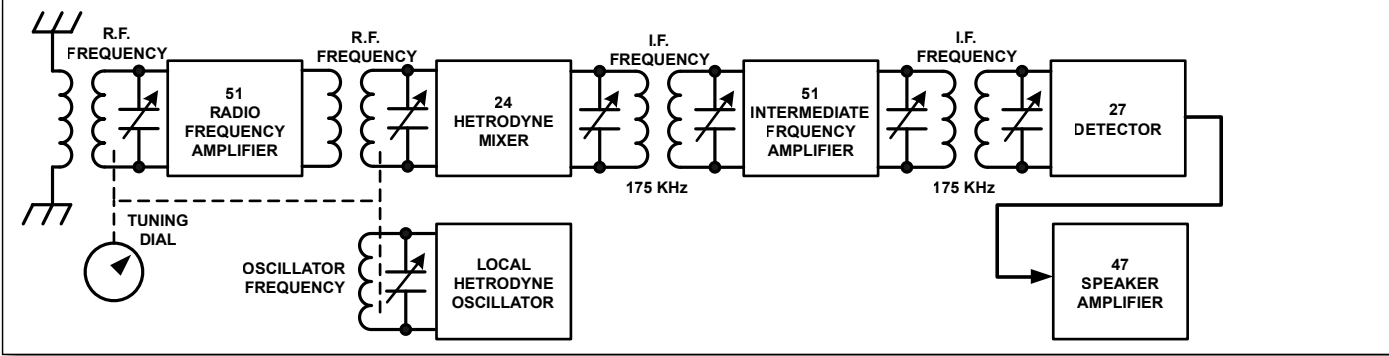 R.F.
FREQUENCY
R.F.
FREQUENCY
I.F.
FREQUENCY
I.F.
FREQUENCY
51
RADIO
FREQUENCY
AMPLIFIER
24
HETRODYNE
MIXER
51
INTERMEDIATE
FRQUENCY
AMPLIFIER
27
DETECTOR
175 KHz
175 KHz
TUNING
DIAL
OSCILLATOR
FREQUENCY
LOCAL
HETRODYNE
OSCILLATOR
47
SPEAKER
AMPLIFIER